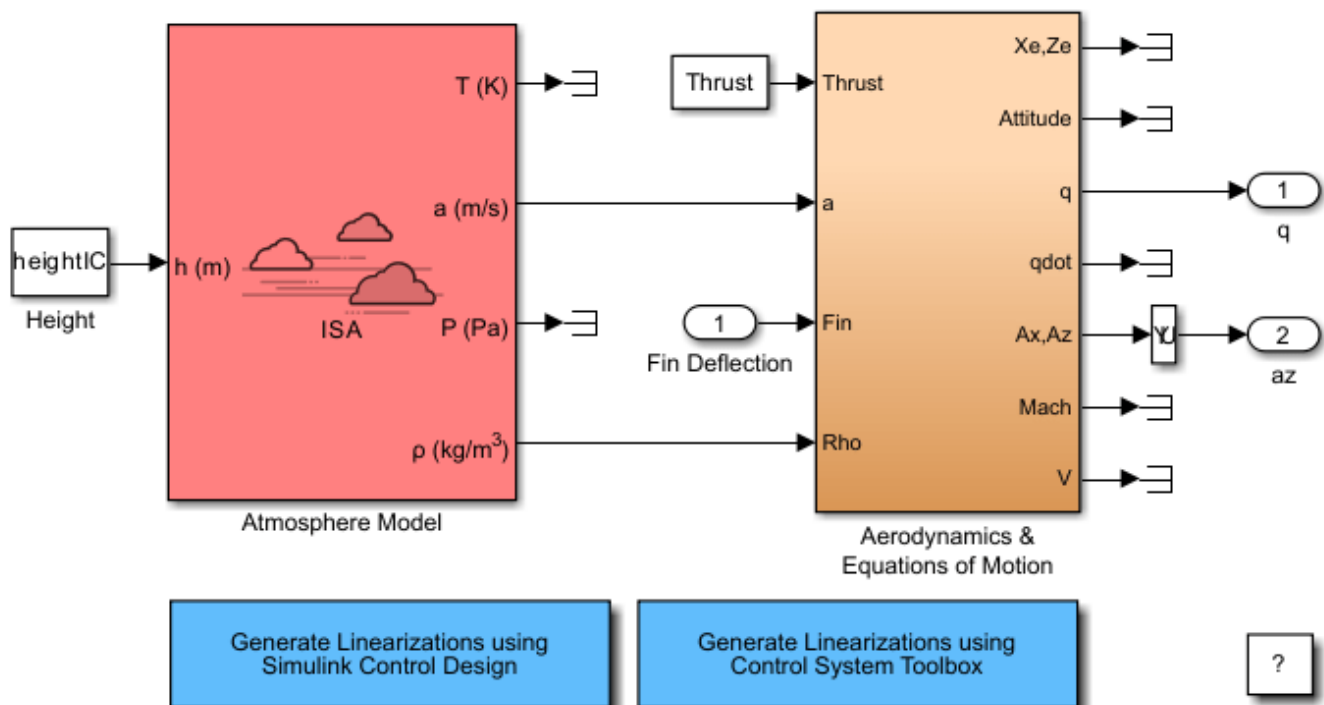 heightIC
Height
h (m)
ISA
T (K)
a (m/s)
P (Pa)
ρ (kg/m³)
Atmosphere Model
Thrust
1
Fin Deflection
Thrust
a
Fin
Rho
Xe,Ze
Attitude
q
qdot
Ax,Az
Mach
V
Aerodynamics &
Equations of Motion
1
q
2
az
Generate Linearizations using
Simulink Control Design
Generate Linearizations using
Control System Toolbox
?